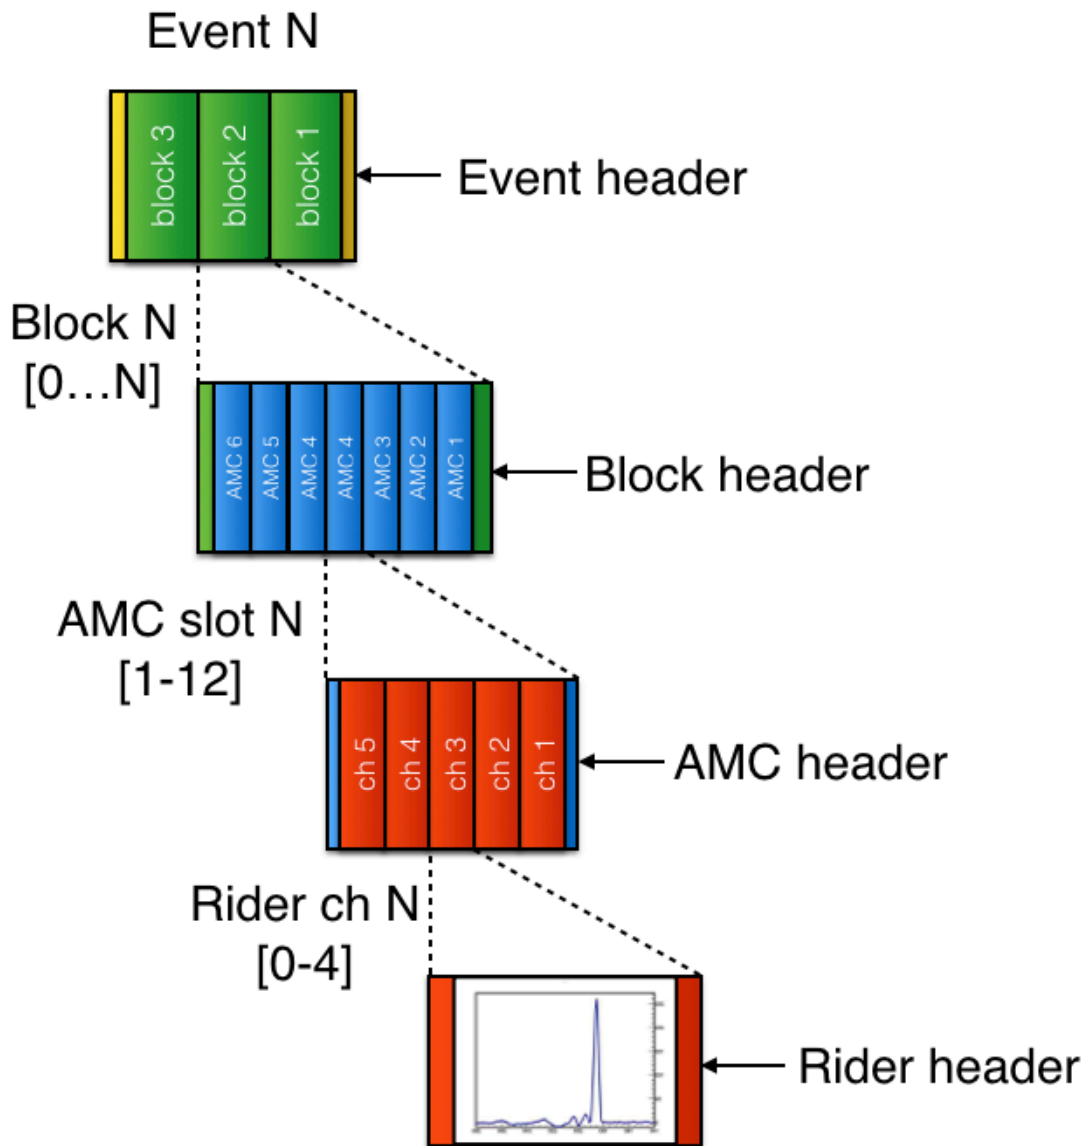 Event N
block 3
block 2
block 1
Event header
Block N
[0...N]
AMC 6
AMC 5
AMC 4
AMC 4
AMC 3
AMC 2
AMC 1
Block header
AMC slot N
[1-12]
ch 5
ch 4
ch 3
ch 2
ch 1
AMC header
Rider ch N
[0-4]
Rider header